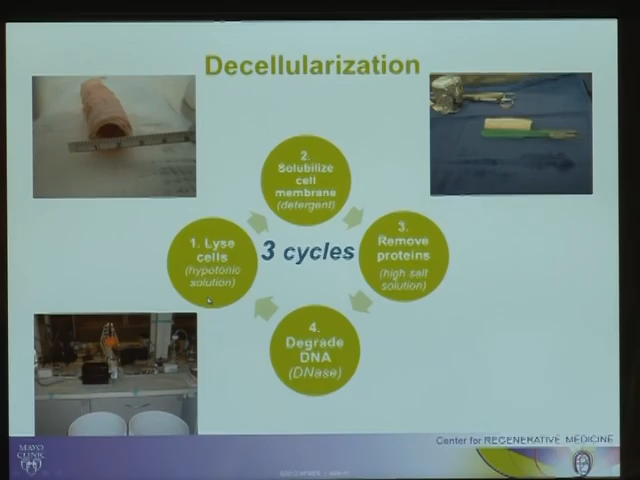 Decellularization
2.
Solubilize
cell
membrane
(detergent)
1. Lyse
cells
(hypotonic
solution)
3 cycles
3.
Remove
proteins
(high salt
solution)
4.
Degrade
DNA
(DNase)
Center for REGENERATIVE MEDICINE
MAYO
CLINIC